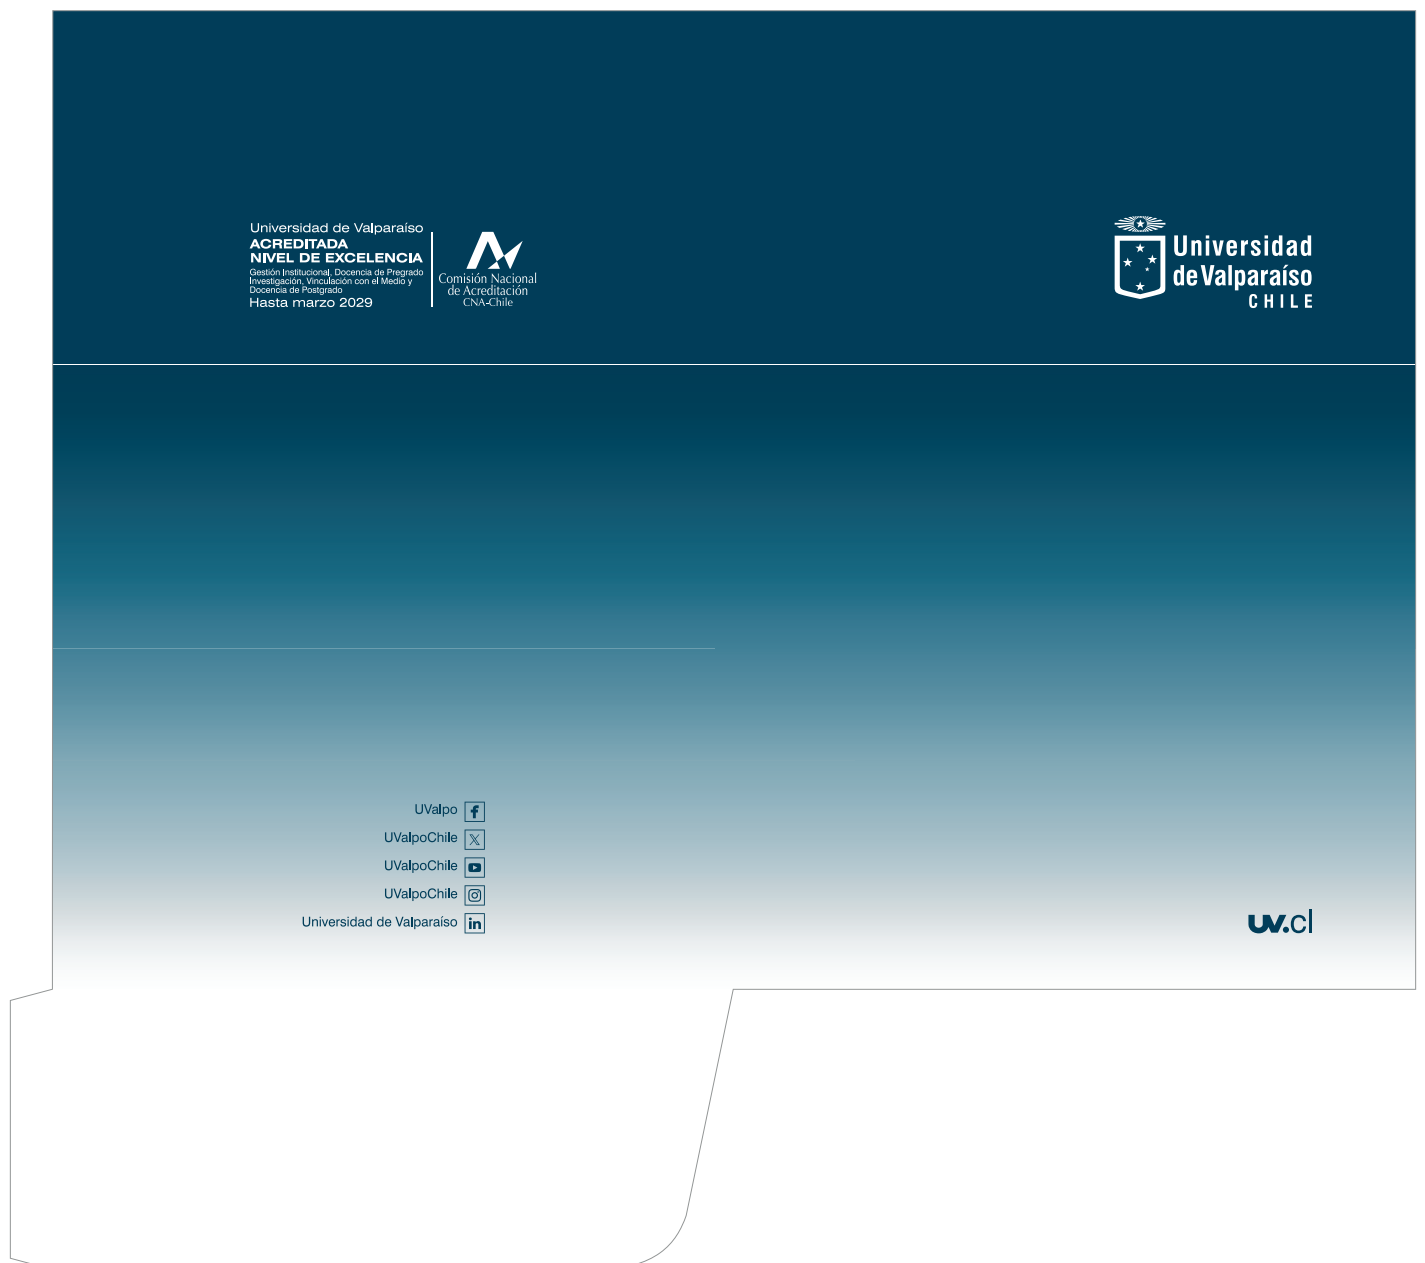 Universidad de Valparaíso
ACREDITADA
NIVEL DE EXCELENCIA
Gestión Institucional, Docencia de Pregrado
Investigación, Vinculación con el Medio y
Docencia de Postgrado
Hasta marzo 2029
Comisión Nacional
de Acreditación
CNA-Chile
Universidad
de Valparaíso
CHILE
UValpo
UValpoChile
UValpoChile
UValpoChile
Universidad de Valparaíso
uv.cl